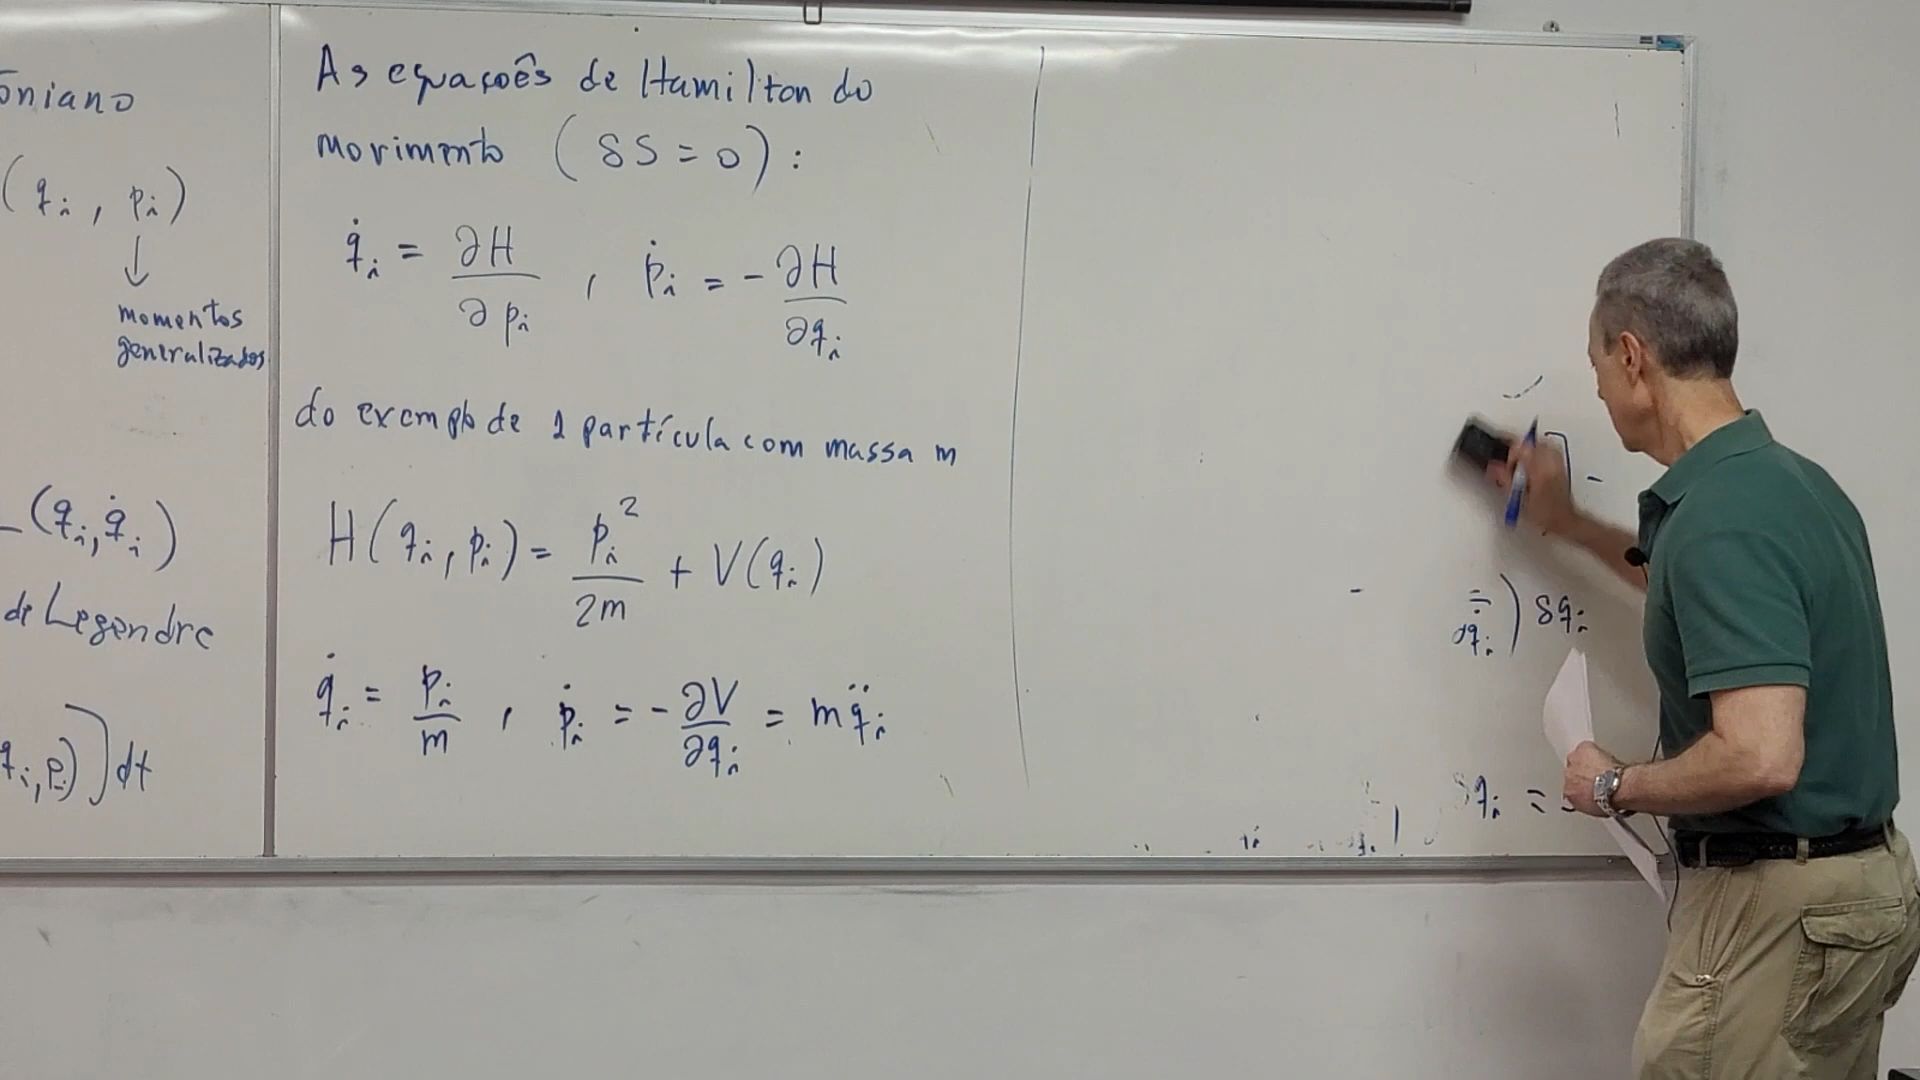 oniano
(qᵢ, pᵢ)
↓
momentos
generalizados
(qᵢ, q̇ᵢ)
de Legendre
qᵢ, pᵢ)]dt
As equaçoês de Hamilton do
movimento (δS = 0):
q̇ᵢ = ∂H/∂pᵢ , ṗᵢ = -∂H/∂qᵢ
do exemplo de 1 partícula com massa m
H(qᵢ, pᵢ) = pᵢ²/2m + V(qᵢ)
q̇ᵢ = pᵢ/m , ṗᵢ = -∂V/∂qᵢ = mq̈ᵢ
] -
∂q̇ᵢ) δqᵢ
qᵢ =